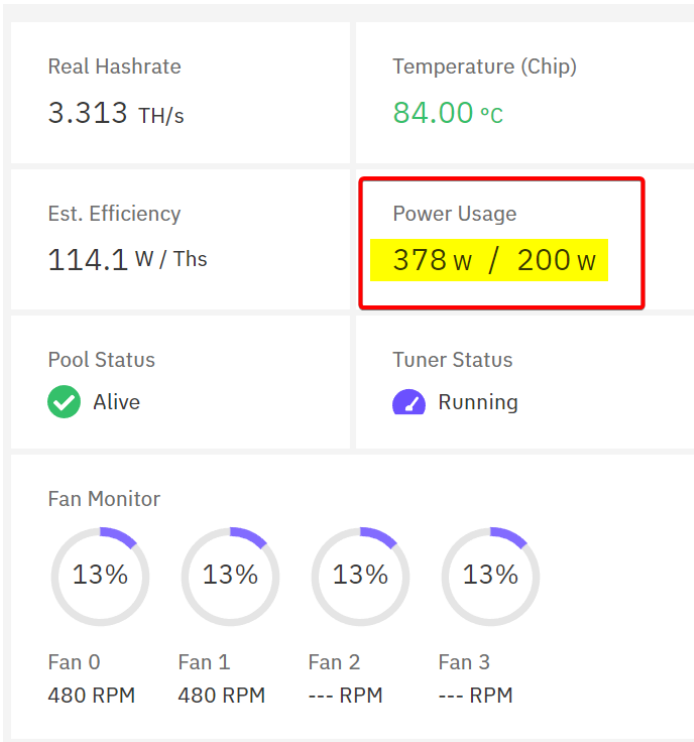 Real Hashrate
3.313 TH/s
Temperature (Chip)
84.00 °C
Est. Efficiency
114.1 W / Ths
Power Usage
378 W / 200 W
Pool Status
Alive
Tuner Status
Running
Fan Monitor
13% 13% 13% 13%
Fan 0 Fan 1 Fan 2 Fan 3
480 RPM 480 RPM --- RPM --- RPM